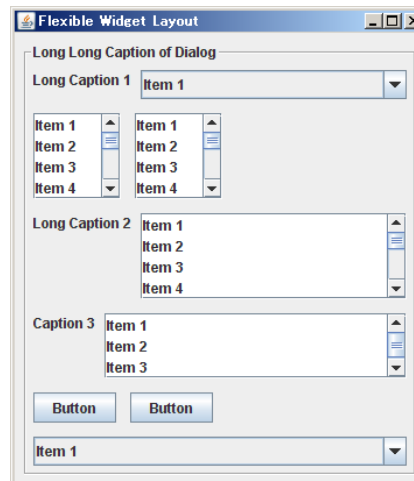 Flexible Widget Layout
Long Long Caption of Dialog
Long Caption 1 Item 1
Item 1 Item 1
Item 2 Item 2
Item 3 Item 3
Item 4 Item 4
Long Caption 2 Item 1
Item 2
Item 3
Item 4
Caption 3 Item 1
Item 2
Item 3
Button Button
Item 1